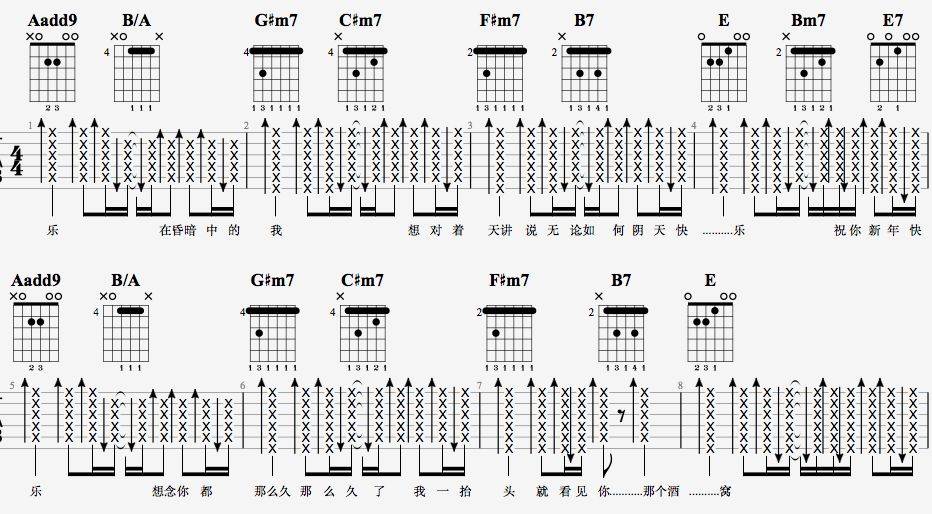 Aadd9 B/A G♯m7 C♯m7 F♯m7 B7 E Bm7 E7
4 4 4 2 2 2
2 3 1 1 1 1 3 1 1 1 1 1 3 1 2 1 1 3 1 1 1 1 1 3 1 4 1 2 3 1 1 3 1 2 1 2 1
1 2 3 4
4
4
乐 在昏暗 中 的 我 想 对 着 天讲 说 无 论如 何 阴 天 快 ..........乐 祝 你 新 年 快
Aadd9 B/A G♯m7 C♯m7 F♯m7 B7 E
4 4 4 2 2
2 3 1 1 1 1 3 1 1 1 1 1 3 1 2 1 1 3 1 1 1 1 1 3 1 4 1 2 3 1
5 6 7 8
乐 想念你 都 那么久 那 么 久 了 我 一 抬 头 就 看 见 你...........那个酒 ..........窝